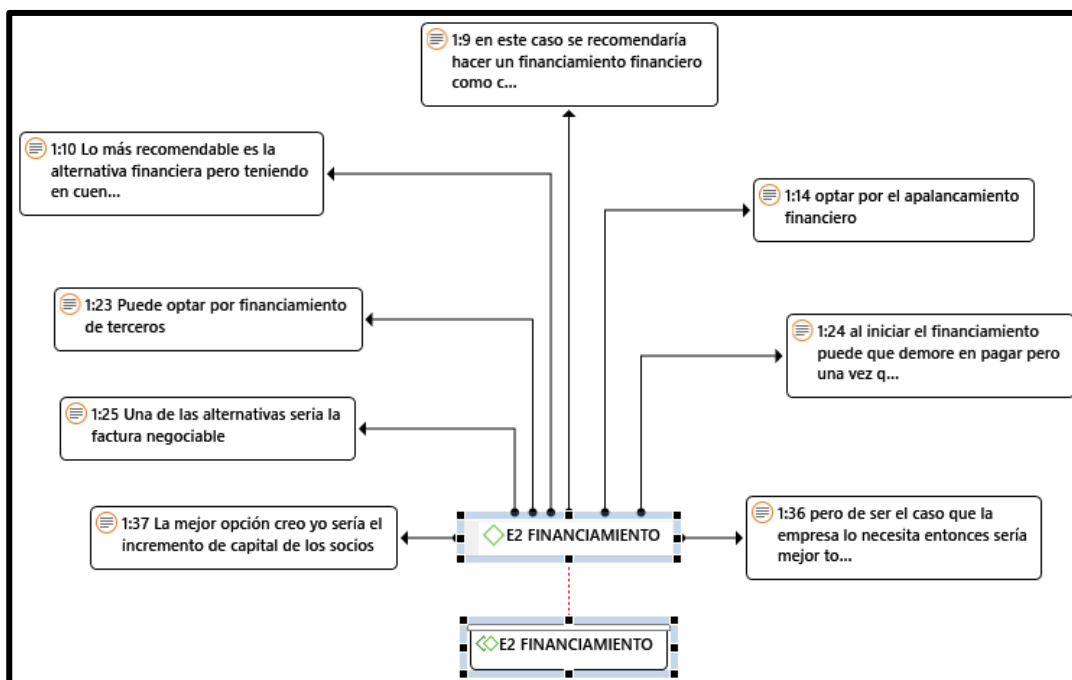 1:9 en este caso se recomendaría
hacer un financiamiento financiero
como c...
1:10 Lo más recomendable es la
alternativa financiera pero teniendo
en cuen...
1:14 optar por el apalancamiento
financiero
1:23 Puede optar por financiamiento
de terceros
1:24 al iniciar el financiamiento
puede que demore en pagar pero
una vez q...
1:25 Una de las alternativas seria la
factura negociable
1:37 La mejor opción creo yo sería el
incremento de capital de los socios
E2 FINANCIAMIENTO
1:36 pero de ser el caso que la
empresa lo necesita entonces sería
mejor to...
E2 FINANCIAMIENTO